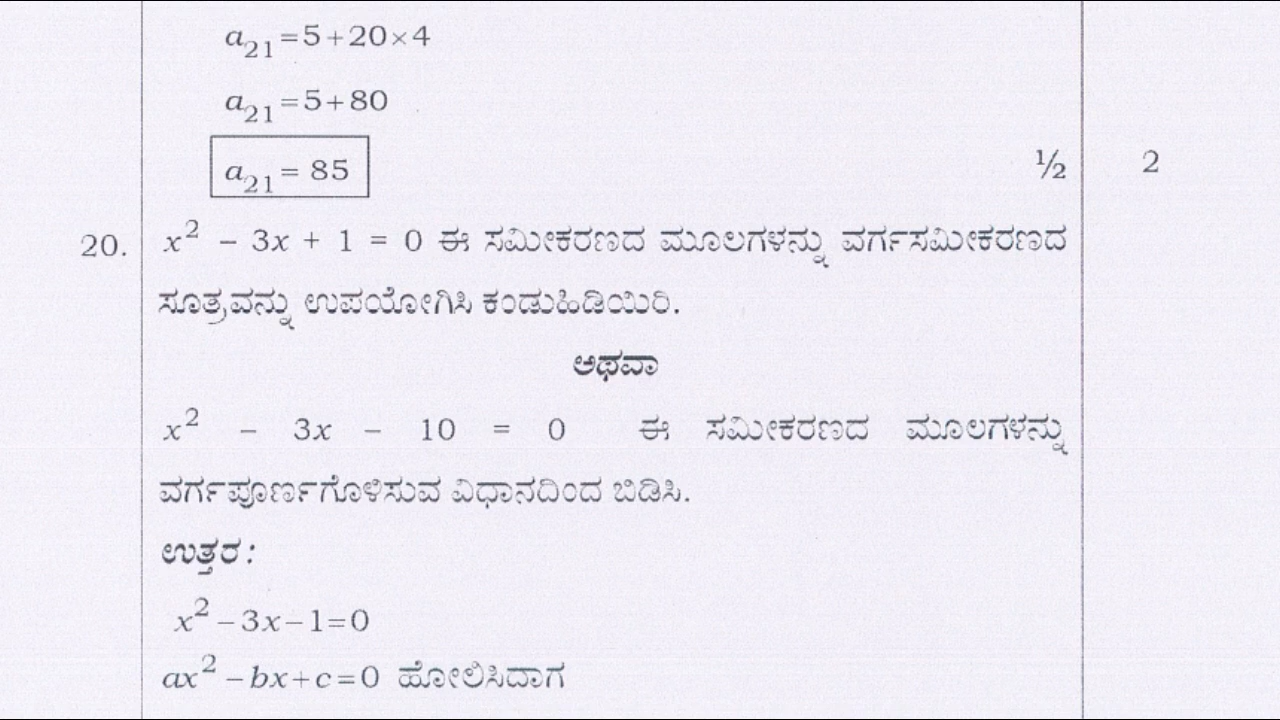 a₂₁ =5+20×4
a₂₁ =5+80
a₂₁ = 85 ½ 2
20. x² – 3x + 1 = 0 ಈ ಸಮೀಕರಣದ ಮೂಲಗಳನ್ನು ವರ್ಗಸಮೀಕರಣದ
ಸೂತ್ರವನ್ನು ಉಪಯೋಗಿಸಿ ಕಂಡುಹಿಡಿಯಿರಿ.
ಅಥವಾ
x² – 3x – 10 = 0 ಈ ಸಮೀಕರಣದ ಮೂಲಗಳನ್ನು
ವರ್ಗಪೂರ್ಣಗೊಳಿಸುವ ವಿಧಾನದಿಂದ ಬಿಡಿಸಿ.
ಉತ್ತರ :
x² –3x–1=0
ax² –bx+c=0 ಹೋಲಿಸಿದಾಗ